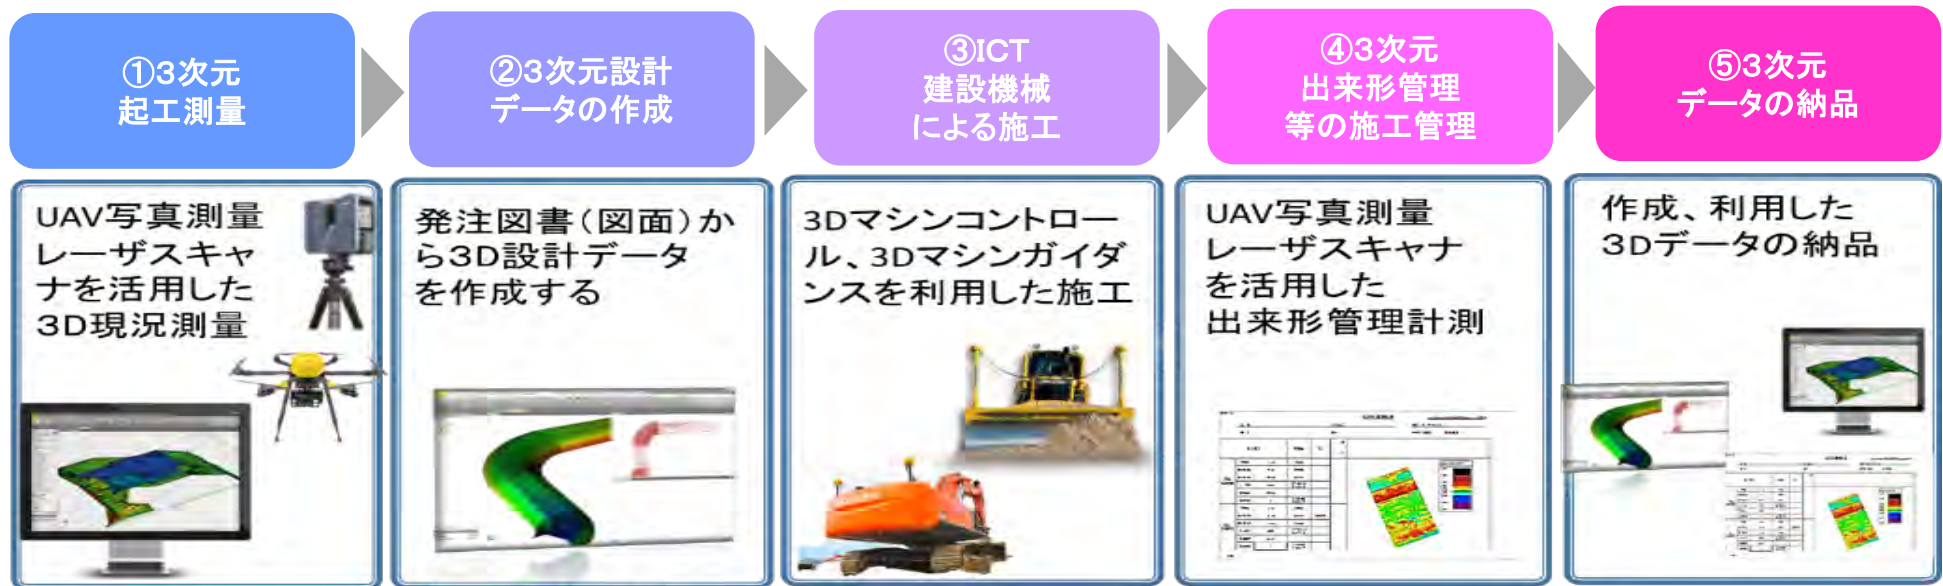 ①3次元
起工測量
②3次元設計
データの作成
③ICT
建設機械
による施工
④3次元
出来形管理
等の施工管理
⑤3次元
データの納品
UAV写真測量
レーザスキャ
ナを活用した
3D現況測量
発注図書(図面)か
ら3D設計データ
を作成する
3Dマシンコントロー
ル、3Dマシンガイダ
ンスを利用した施工
UAV写真測量
レーザスキャナ
を活用した
出来形管理計測
作成、利用した
3Dデータの納品